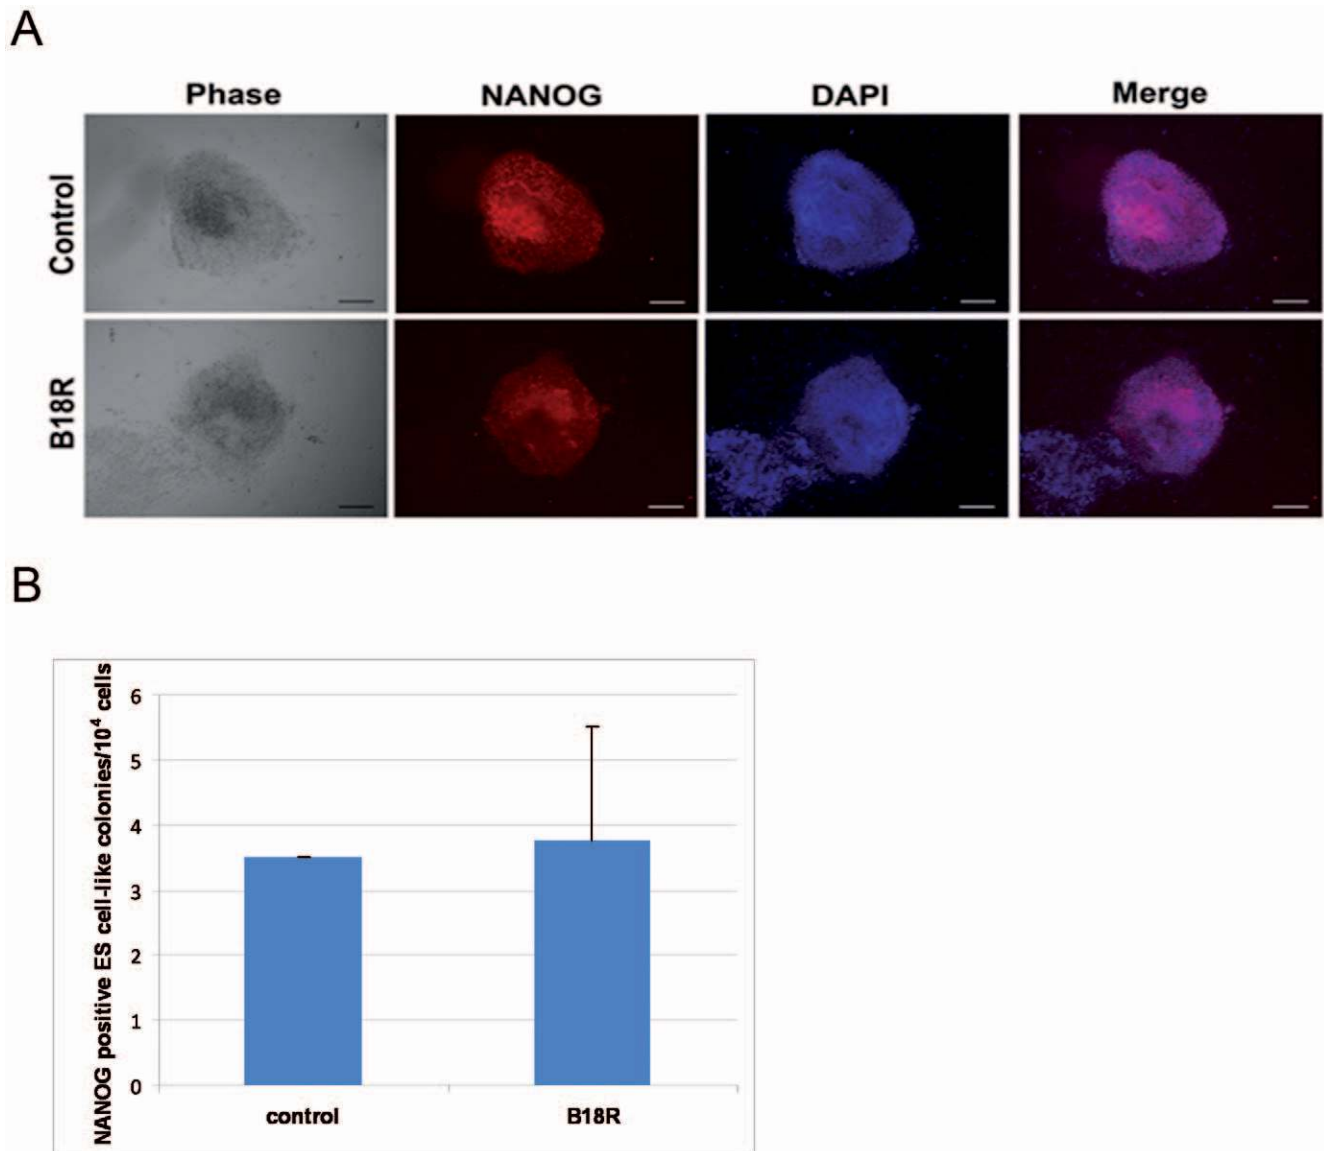 A
Phase NANOG DAPI Merge
Control
B18R
B
NANOG positive ES cell-like colonies/10⁴ cells
6
5
4
3
2
1
0
control B18R